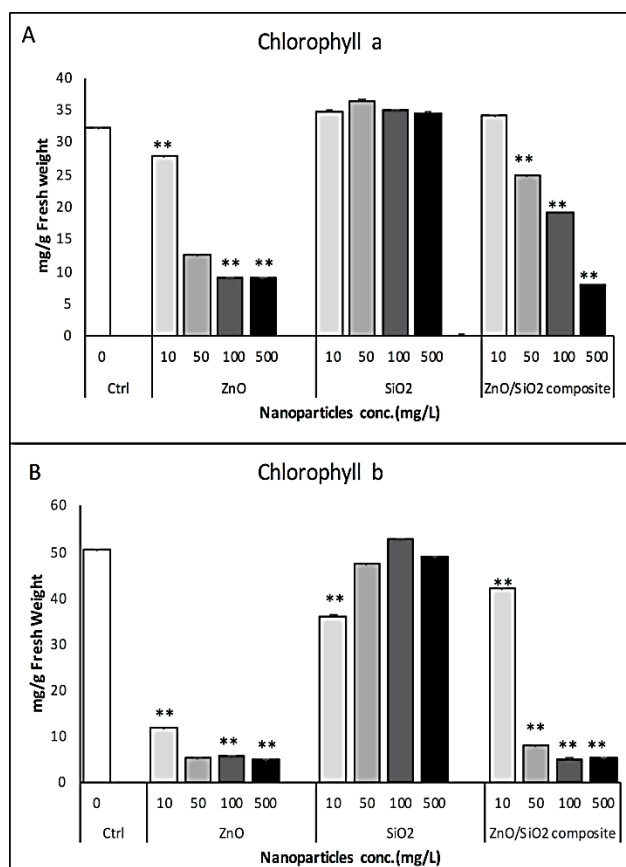 A
Chlorophyll a
mg/g Fresh weight
40
35
30
25
20
15
10
5
0
**
**
**
**
**
**
0 10 50 100 500 10 50 100 500 10 50 100 500
Ctrl ZnO SiO2 ZnO/SiO2 composite
Nanoparticles conc.(mg/L)
B
Chlorophyll b
mg/g Fresh Weight
60
50
40
30
20
10
0
**
**
**
**
**
**
**
**
0 10 50 100 500 10 50 100 500 10 50 100 500
Ctrl ZnO SiO2 ZnO/SiO2 composite
Nanoparticles conc.(mg/L)